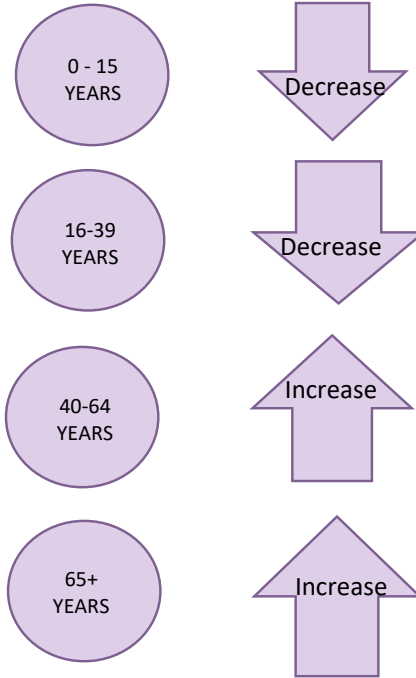 0 - 15
YEARS
Decrease
16-39
YEARS
Decrease
40-64
YEARS
Increase
65+
YEARS
Increase